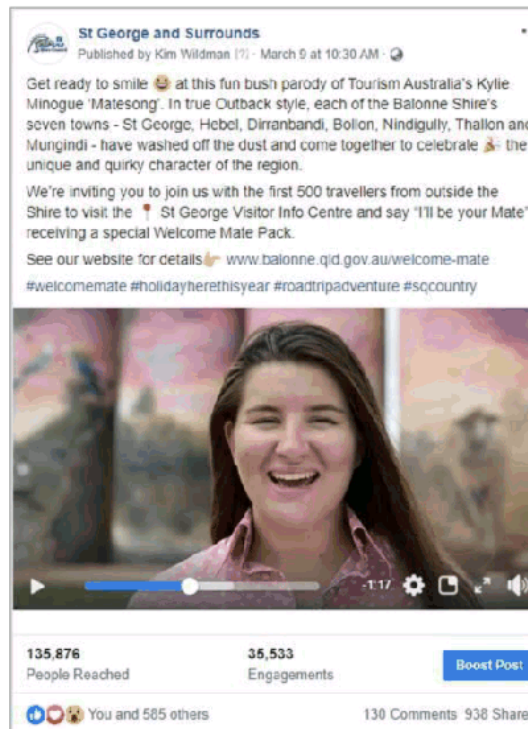 St George and Surrounds
Published by Kim Wildman [?] · March 9 at 10:30 AM ·
Get ready to smile 😄 at this fun bush parody of Tourism Australia's Kylie
Minogue 'Matesong'. In true Outback style, each of the Balonne Shire's
seven towns - St George, Hebel, Dirranbandi, Bollon, Nindigully, Thallon and
Mungindi - have washed off the dust and come together to celebrate 🎉 the
unique and quirky character of the region.
We're inviting you to join us with the first 500 travellers from outside the
Shire to visit the 📍 St George Visitor Info Centre and say "I'll be your Mate"
receiving a special Welcome Mate Pack.
See our website for details 👉 www.balonne.qld.gov.au/welcome-mate
#welcomemate #holidayherethisyear #roadtripadventure #sqcountry
-1:17
135,876
People Reached
35,533
Engagements
Boost Post
You and 585 others
130 Comments 938 Share